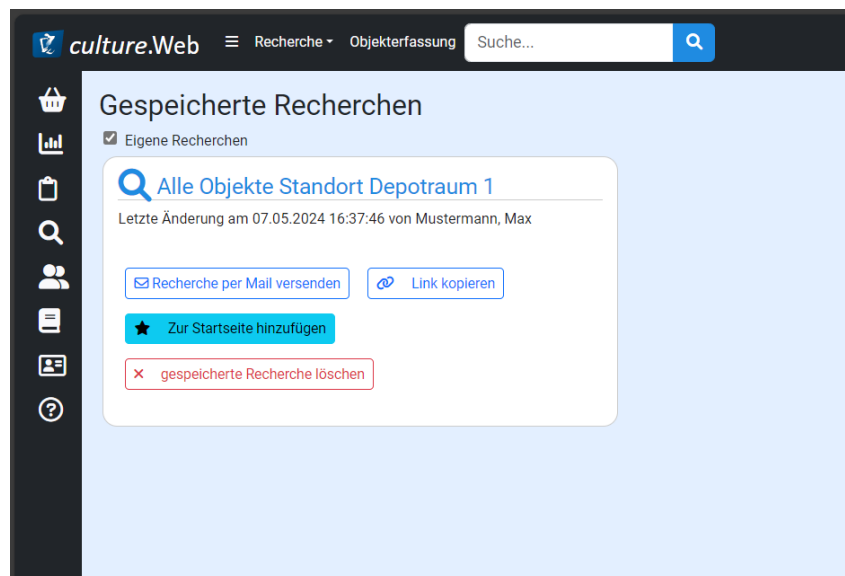 culture.Web
Recherche
Objekterfassung
Suche...
Gespeicherte Recherchen
Eigene Recherchen
Alle Objekte Standort Depotraum 1
Letzte Änderung am 07.05.2024 16:37:46 von Mustermann, Max
Recherche per Mail versenden
Link kopieren
Zur Startseite hinzufügen
gespeicherte Recherche löschen